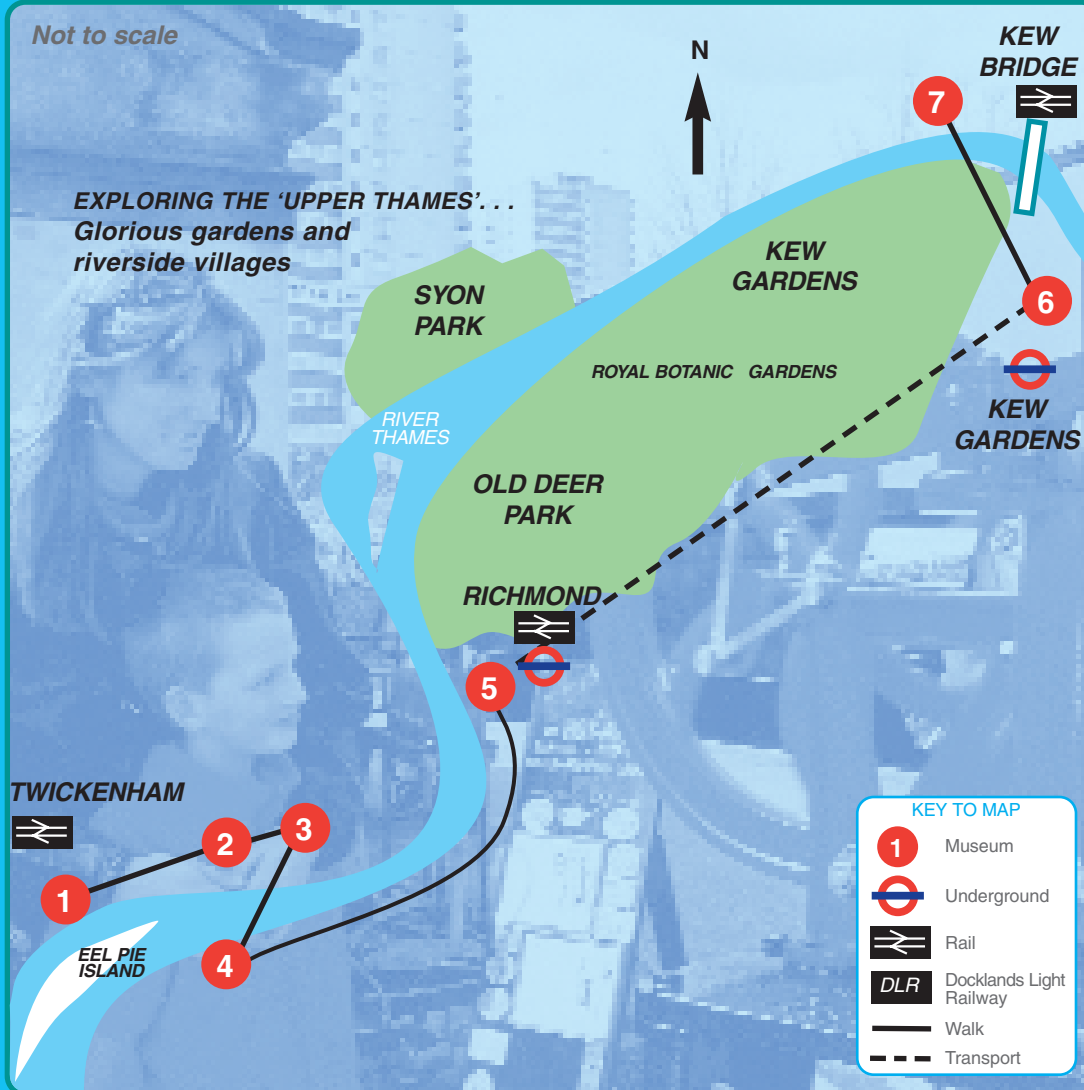 Not to scale
N
KEW
BRIDGE
7
EXPLORING THE ‘UPPER THAMES’. . .
Glorious gardens and
riverside villages
KEW
GARDENS
SYON
PARK
6
ROYAL BOTANIC GARDENS
KEW
GARDENS
RIVER
THAMES
OLD DEER
PARK
RICHMOND
5
TWICKENHAM
3
2
1
EEL PIE
ISLAND
4
KEY TO MAP
1 Museum
Underground
Rail
DLR Docklands Light
Railway
Walk
Transport